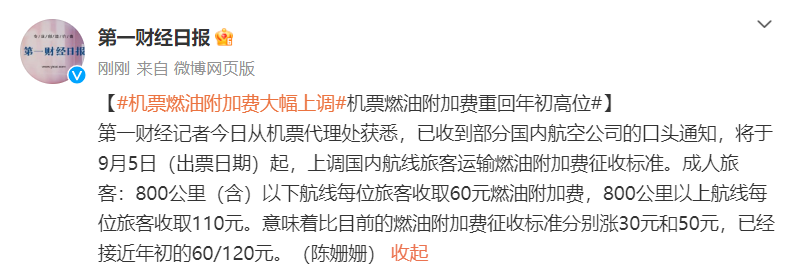 第一财经日报
第一财经日报
刚刚 来自 微博网页版
【#机票燃油附加费大幅上调#机票燃油附加费重回年初高位#】
第一财经记者今日从机票代理处获悉，已收到部分国内航空公司的口头通知，将于
9月5日（出票日期）起，上调国内航线旅客运输燃油附加费征收标准。成人旅
客：800公里（含）以下航线每位旅客收取60元燃油附加费，800公里以上航线每
位旅客收取110元。意味着比目前的燃油附加费征收标准分别涨30元和50元，已经
接近年初的60/120元。（陈姗姗）收起